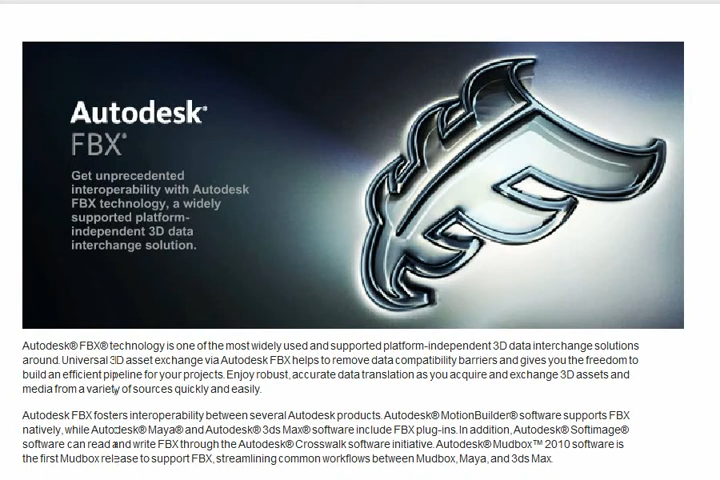 Autodesk®
FBX®
Get unprecedented
interoperability with Autodesk
FBX technology, a widely
supported platform-
independent 3D data
interchange solution.
Autodesk® FBX® technology is one of the most widely used and supported platform-independent 3D data interchange solutions
around. Universal 3D asset exchange via Autodesk FBX helps to remove data compatibility barriers and gives you the freedom to
build an efficient pipeline for your projects. Enjoy robust, accurate data translation as you acquire and exchange 3D assets and
media from a variety of sources quickly and easily.
Autodesk FBX fosters interoperability between several Autodesk products. Autodesk® MotionBuilder® software supports FBX
natively, while Autodesk® Maya® and Autodesk® 3ds Max® software include FBX plug-ins. In addition, Autodesk® Softimage®
software can read and write FBX through the Autodesk® Crosswalk software initiative. Autodesk® Mudbox™ 2010 software is
the first Mudbox release to support FBX, streamlining common workflows between Mudbox, Maya, and 3ds Max.